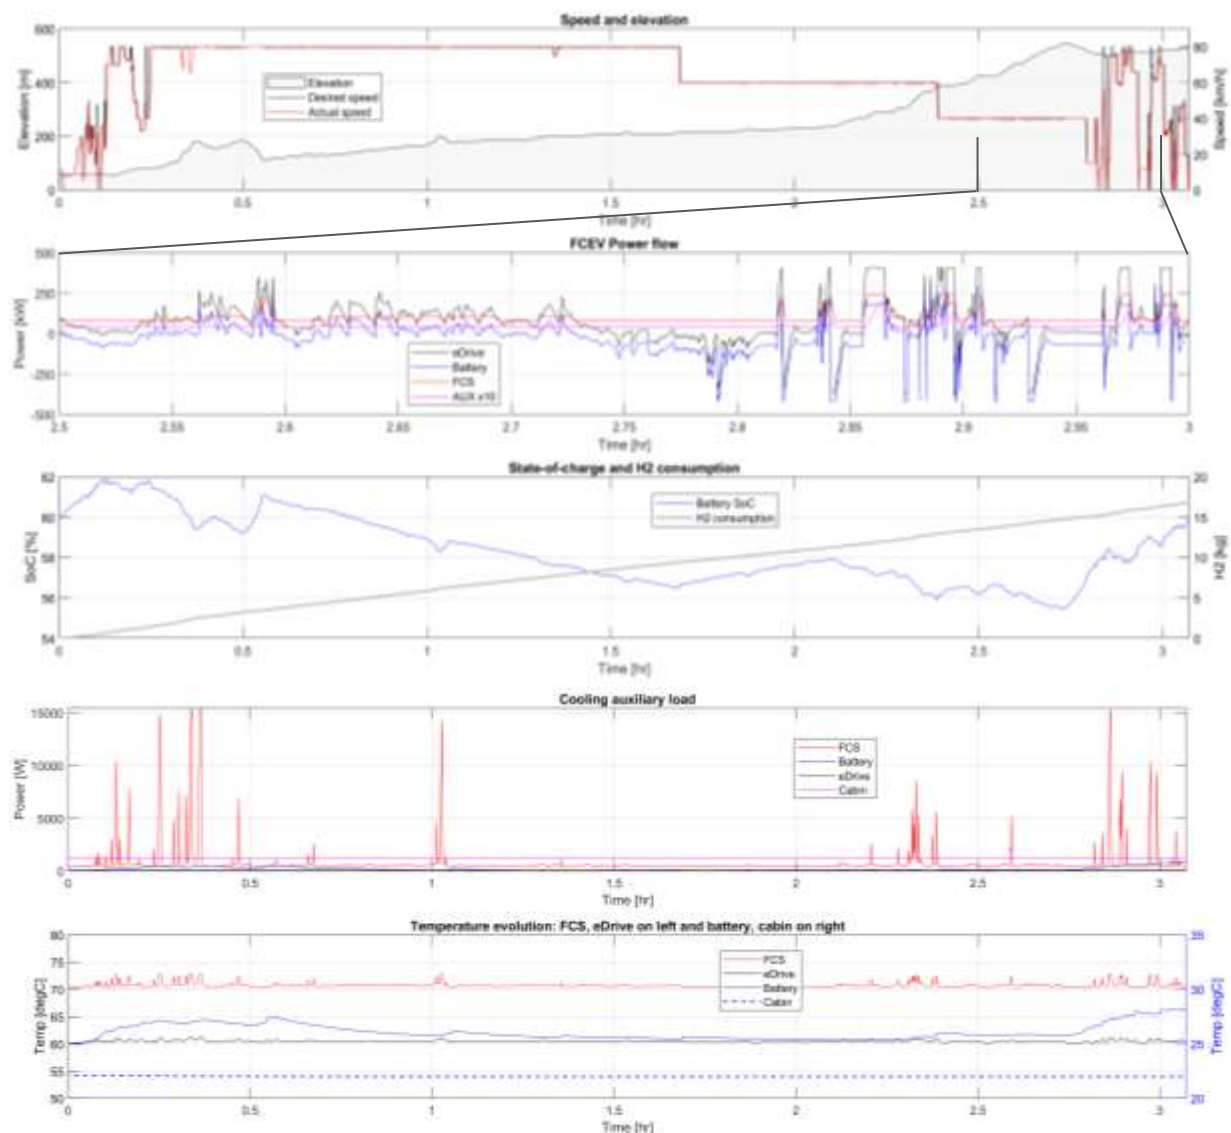 Speed and elevation
600
400
200
0
Elevation [m]
Elevation
Desired speed
Actual speed
80
60
40
20
0
Speed [km/h]
0 0.5 1 1.5 2 2.5 3
Time [hr]
FCEV Power flow
500
250
0
-250
-500
Power [kW]
eDrive
Battery
FCS
AUX x10
2.5 2.55 2.6 2.65 2.7 2.75 2.8 2.85 2.9 2.95 3
Time [hr]
State-of-charge and H2 consumption
62
60
58
56
54
SoC [%]
Battery SoC
H2 consumption
20
15
10
5
0
H2 [kg]
0 0.5 1 1.5 2 2.5 3
Time [hr]
Cooling auxiliary load
15000
10000
5000
0
Power [W]
FCS
Battery
eDrive
Cabin
0 0.5 1 1.5 2 2.5 3
Time [hr]
Temperature evolution: FCS, eDrive on left and battery, cabin on right
80
75
70
65
60
55
50
Temp [degC]
FCS
eDrive
Battery
Cabin
35
30
25
20
Temp [degC]
0 0.5 1 1.5 2 2.5 3
Time [hr]